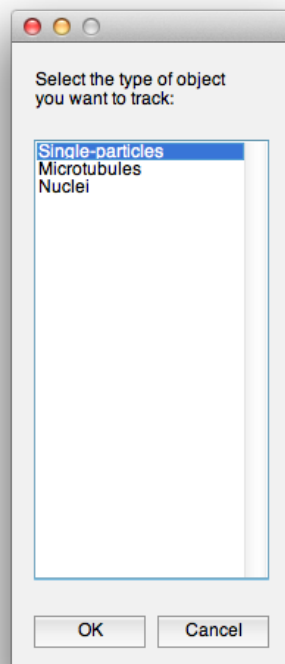 Select the type of object
you want to track:
Single-particles
Microtubules
Nuclei
OK
Cancel